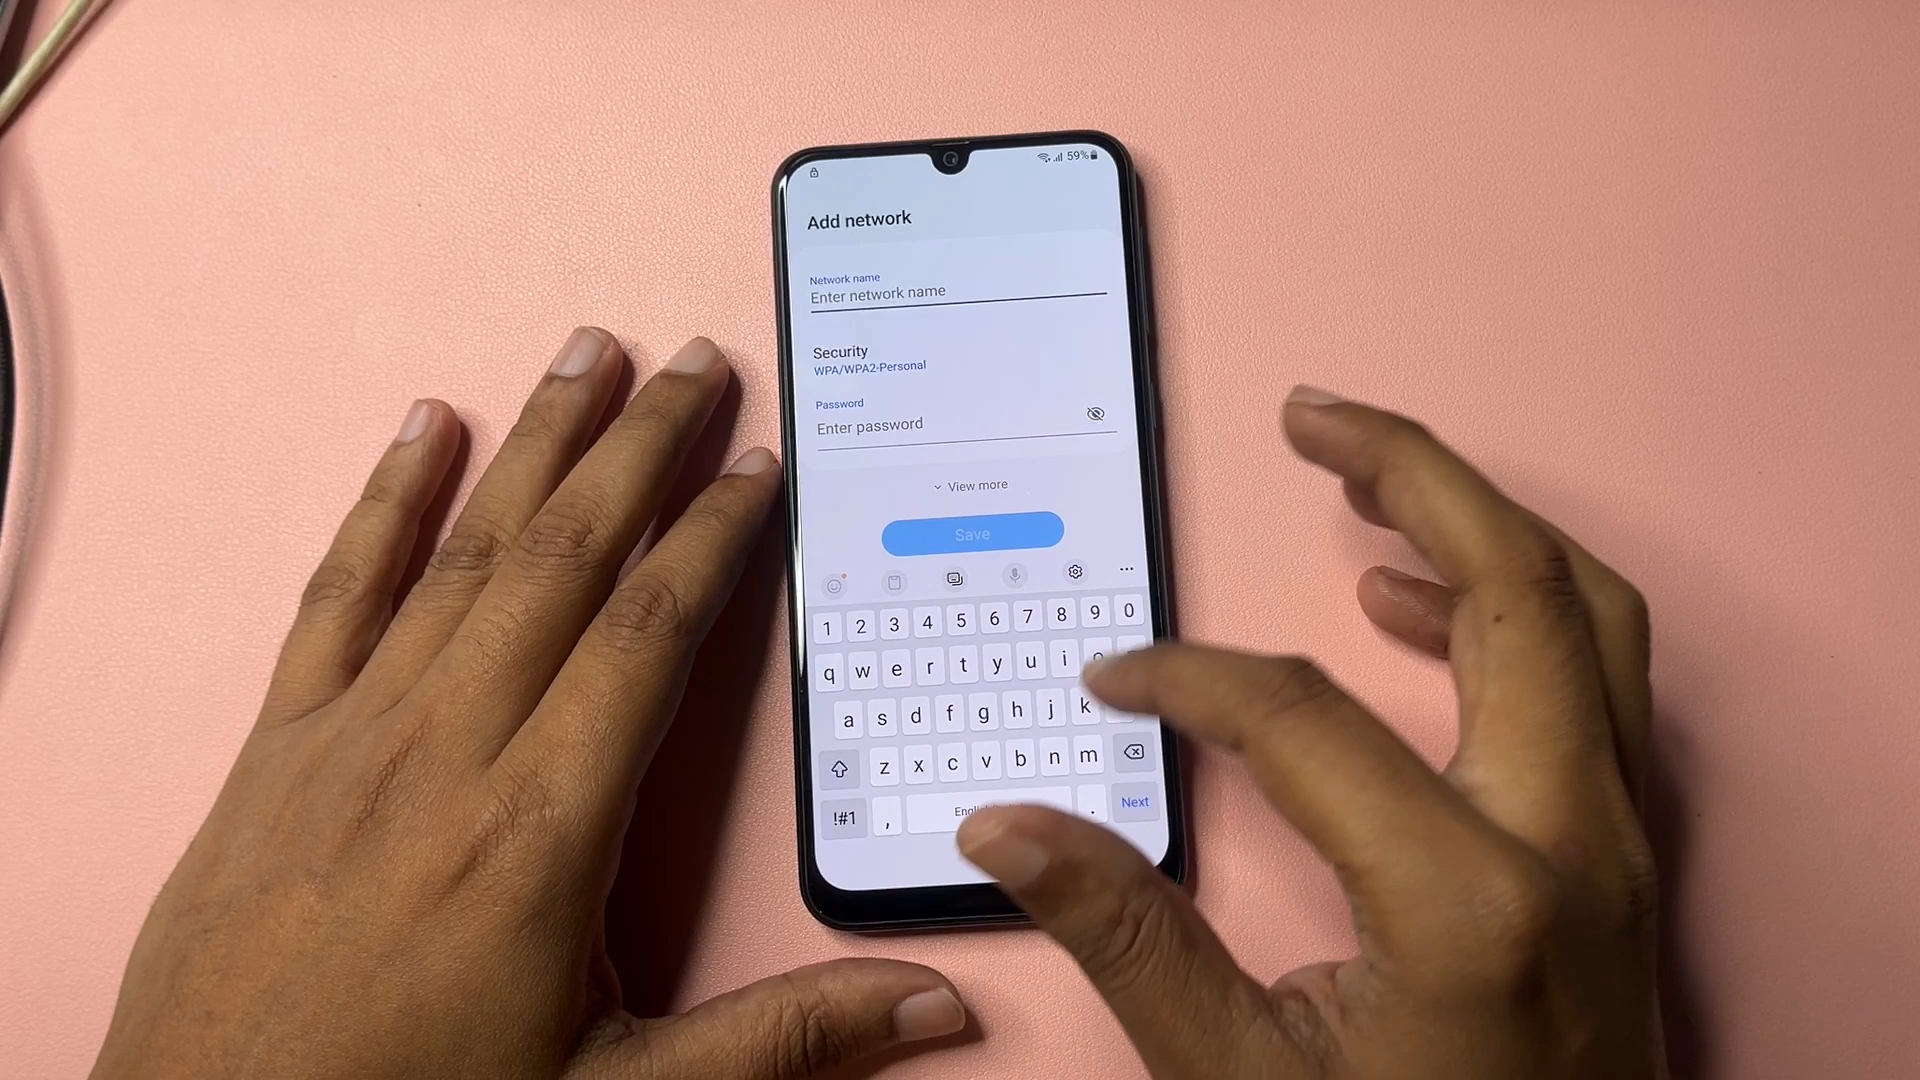 59%
Add network
Network name
Enter network name
Security
WPA/WPA2-Personal
Password
Enter password
View more
Save
1 2 3 4 5 6 7 8 9 0
q w e r t y u i
a s d f g h j k
z x c v b n m
!#1 , . Next